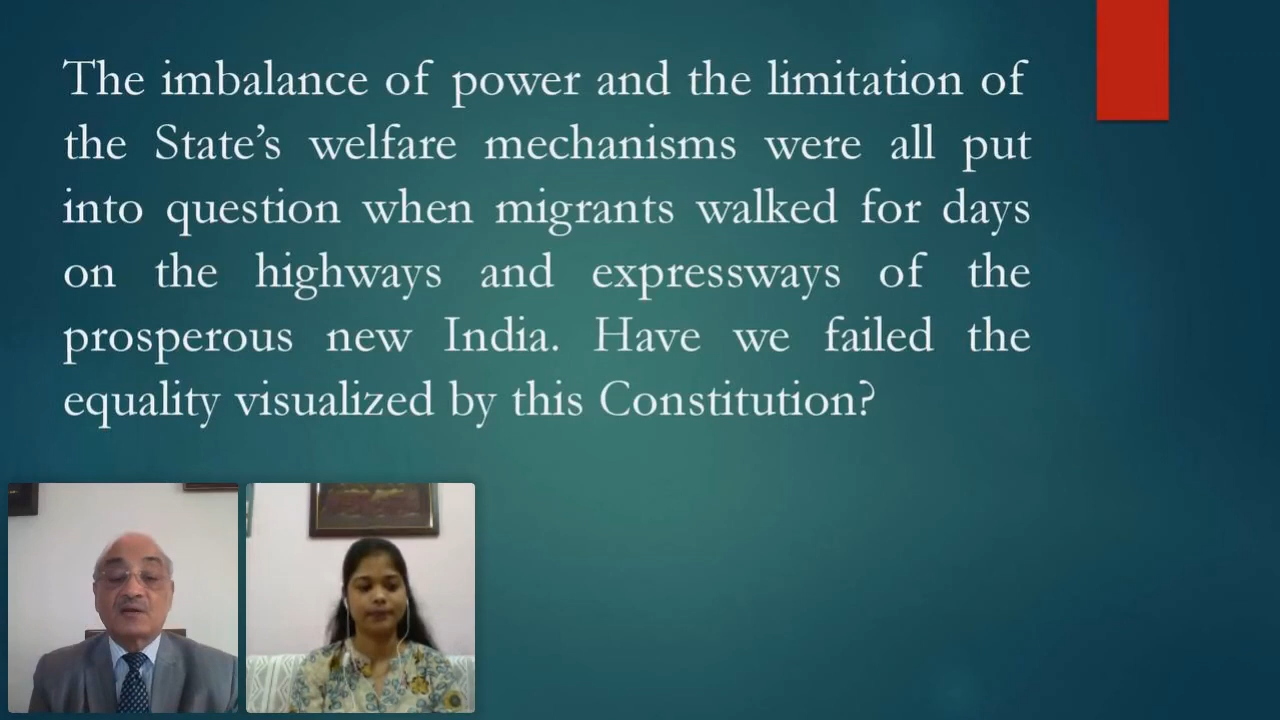 The imbalance of power and the limitation of
the State’s welfare mechanisms were all put
into question when migrants walked for days
on the highways and expressways of the
prosperous new India. Have we failed the
equality visualized by this Constitution?